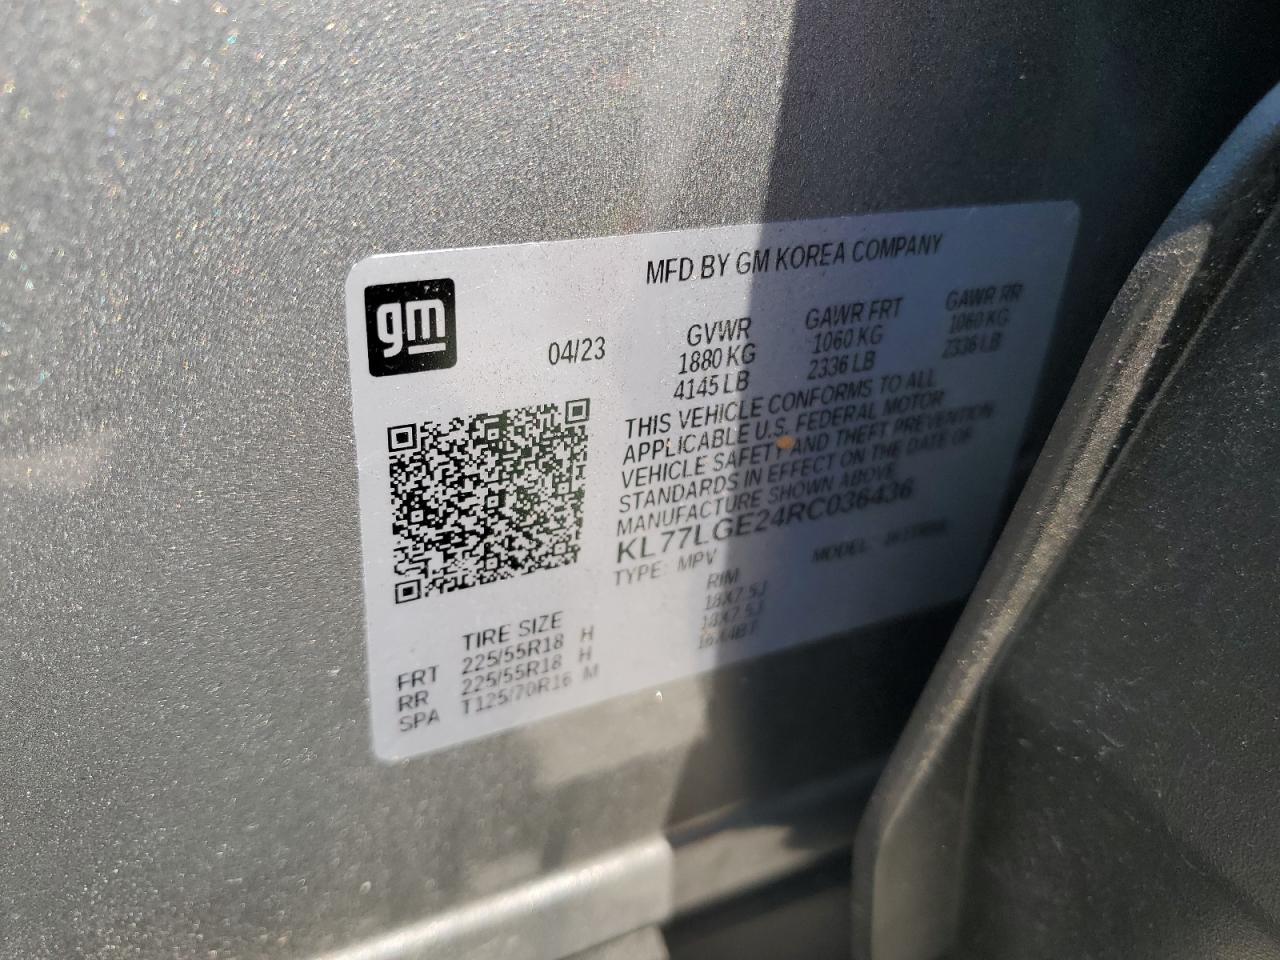 MFD BY GM KOREA COMPANY
gm
04/23
GVWR GAWR FRT GAWR RR
1880 KG 1060 KG 1060 KG
4145 LB 2336 LB 2336 LB
THIS VEHICLE CONFORMS TO ALL
APPLICABLE U.S. FEDERAL MOTOR
VEHICLE SAFETY AND THEFT PREVENTION
STANDARDS IN EFFECT ON THE DATE OF
MANUFACTURE SHOWN ABOVE
KL77LGE24RC036436
TYPE: MPV MODEL:
TIRE SIZE RIM
FRT 225/55R18 H 18X7.5J
RR 225/55R18 H 18X7.5J
SPA T125/70R16 M 16X4BT